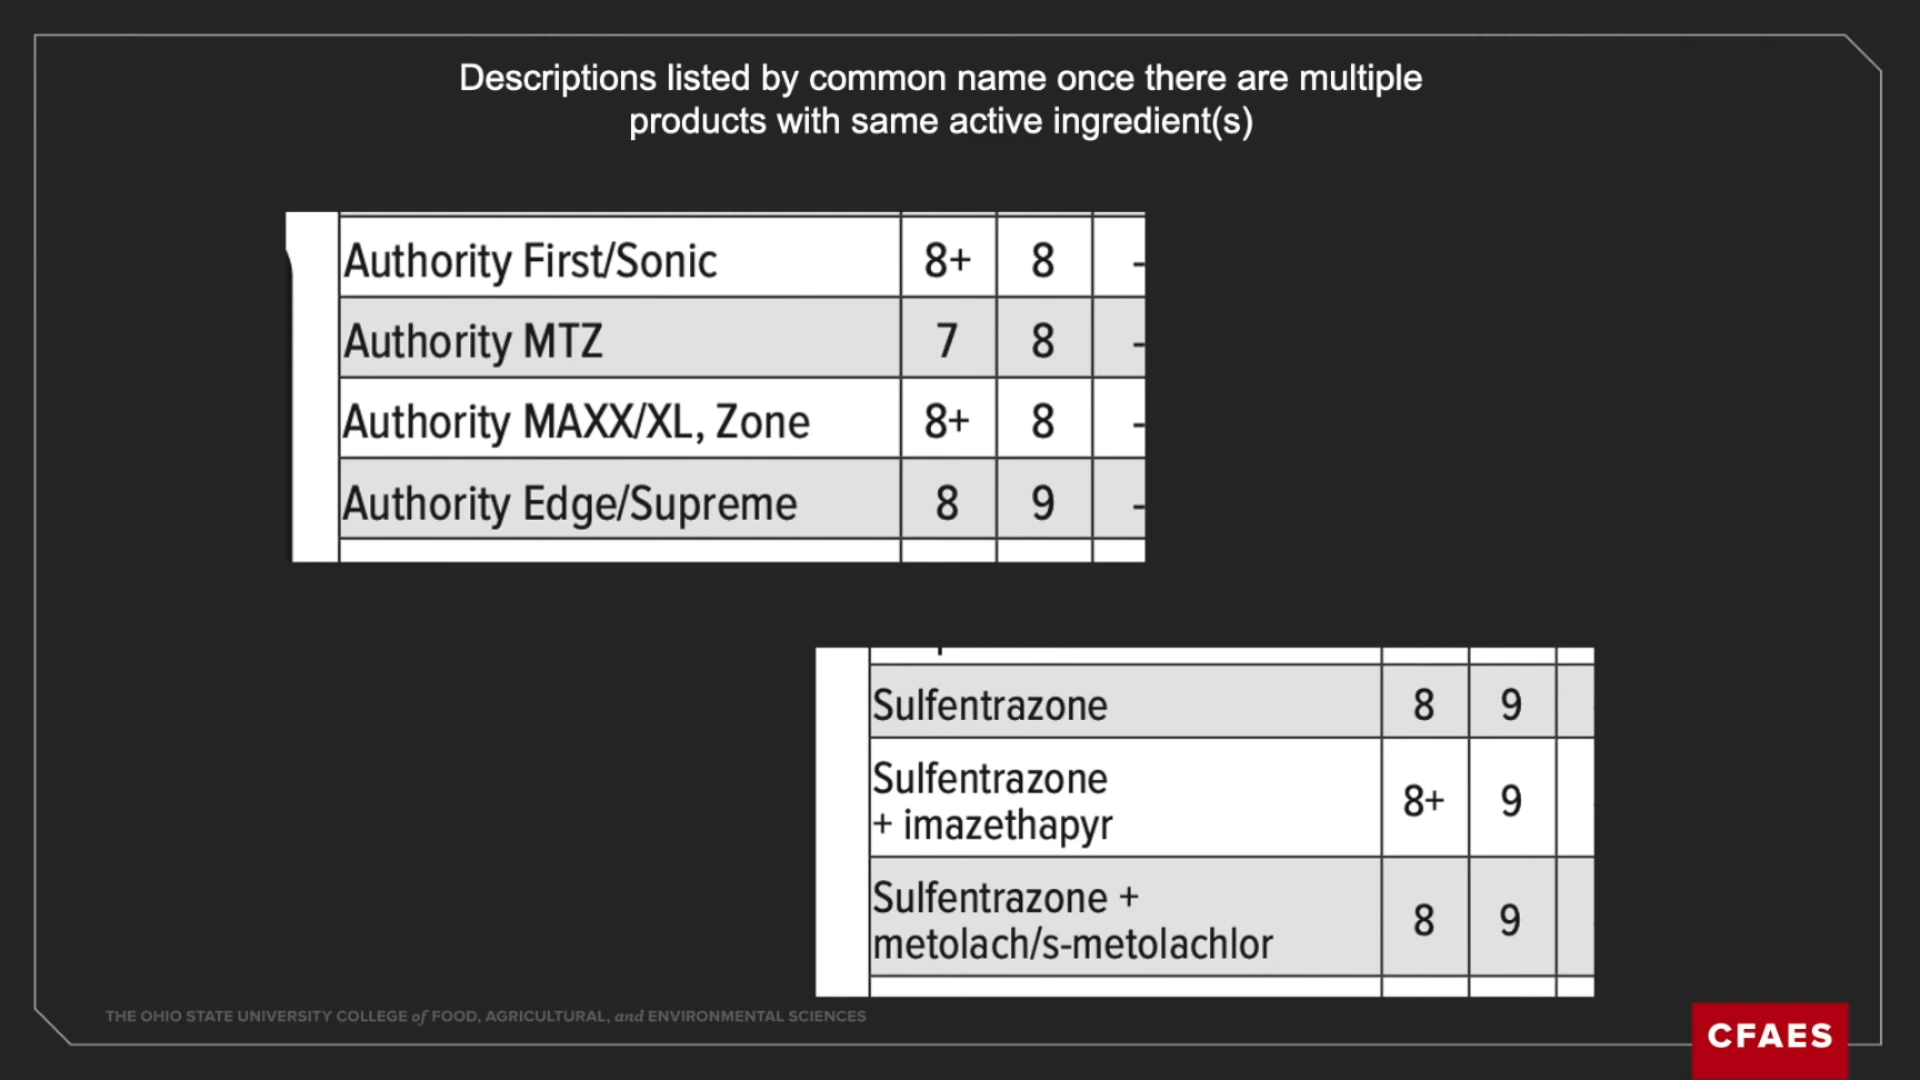 Descriptions listed by common name once there are multiple
products with same active ingredient(s)
Authority First/Sonic 8+ 8 -
Authority MTZ 7 8 -
Authority MAXX/XL, Zone 8+ 8 -
Authority Edge/Supreme 8 9 -
Sulfentrazone 8 9
Sulfentrazone
+ imazethapyr 8+ 9
Sulfentrazone +
metolach/s-metolachlor 8 9
THE OHIO STATE UNIVERSITY COLLEGE of FOOD, AGRICULTURAL, and ENVIRONMENTAL SCIENCES
CFAES